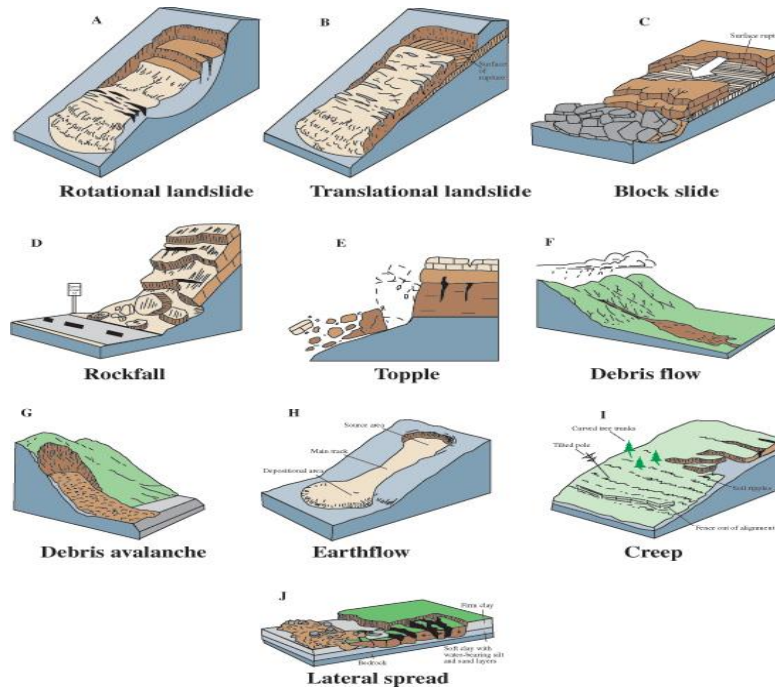 A
Rotational landslide
B
Surface
of
rupture
Translational landslide
C
Block slide
D
Rockfall
E
Topple
F
Debris flow
G
Debris avalanche
H
Source area
Main track
Depositional area
Earthflow
I
Curved tree trunks
Tilted pole
Soil ripples
Fence out of alignment
Creep
J
Firm clay
Soft clay with
water-bearing silt
and sand layers
Bedrock
Lateral spread